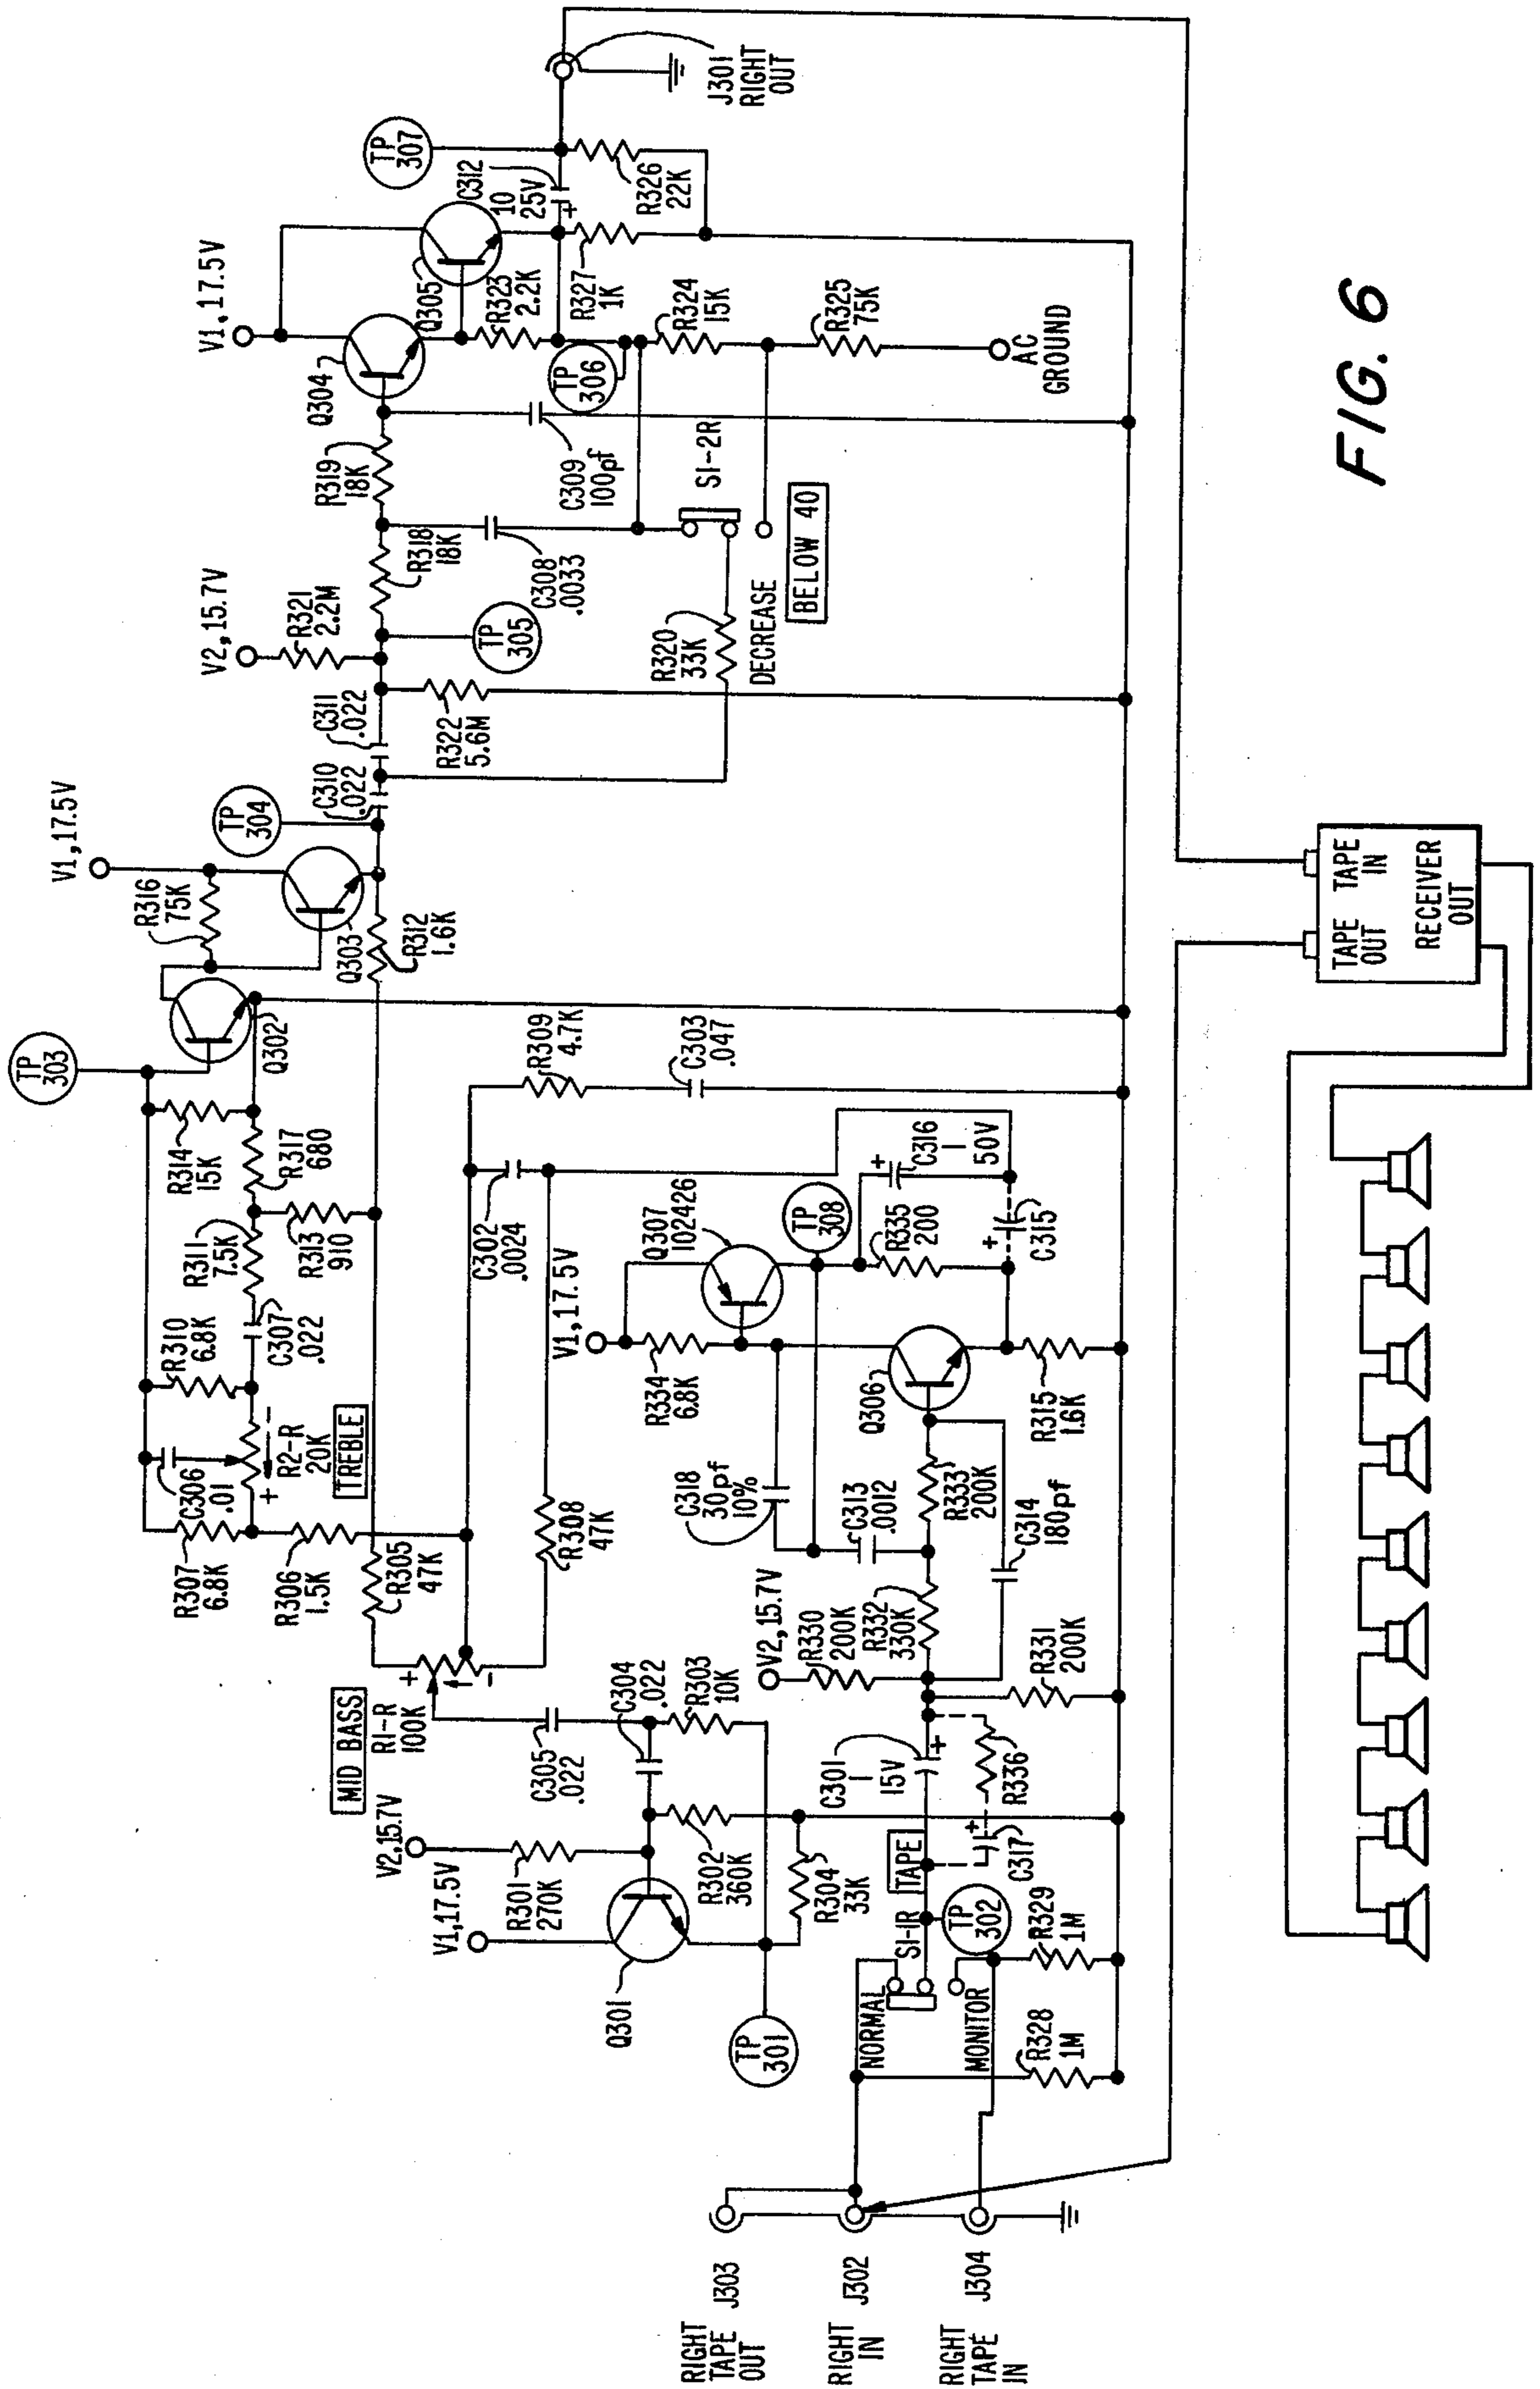 RIGHT
TAPE
OUT
J303
RIGHT
IN
J302
RIGHT
TAPE
IN
J304
TP
301
Q301
V1,17.5V
V2,15.7V
R301
270K
R302
360K
R304
33K
C304
.022
R303
10K
C305
.022
MID BASS
R1-R
100K
+
-
NORMAL
S1-1R
TAPE
MONITOR
TP
302
R328
1M
R329
1M
C317
+
R336
C301
1
15V
+
R331
200K
V2,15.7V
R330
200K
R332
330K
C314
180pf
R333
200K
C313
.0012
C318
30pf
10%
Q306
R315
1.6K
R334
6.8K
V1,17.5V
Q307
102426
TP
308
R335
200
C315
+
C316
1
50V
+
R308
47K
R305
47K
R306
1.5K
R307
6.8K
C306
.01
+
-
R2-R
20K
TREBLE
R310
6.8K
C307
.022
R311
7.5K
R313
910
R314
15K
R317
680
TP
303
Q302
C302
.0024
R309
4.7K
C303
.047
R316
75K
V1,17.5V
Q303
R312
1.6K
TP
304
C310
.022
C311
.022
R322
5.6M
V2,15.7V
R321
2.2M
TP
305
R318
18K
R319
18K
C308
.0033
R320
33K
DECREASE
BELOW 40
S1-2R
C309
100pf
Q304
V1,17.5V
Q305
R323
2.2K
TP
306
R327
1K
R324
15K
R325
75K
AC
GROUND
C312
10
25V
+
TP
307
R326
22K
J301
RIGHT
OUT
TAPE
OUT
TAPE
IN
RECEIVER
OUT
FIG. 6